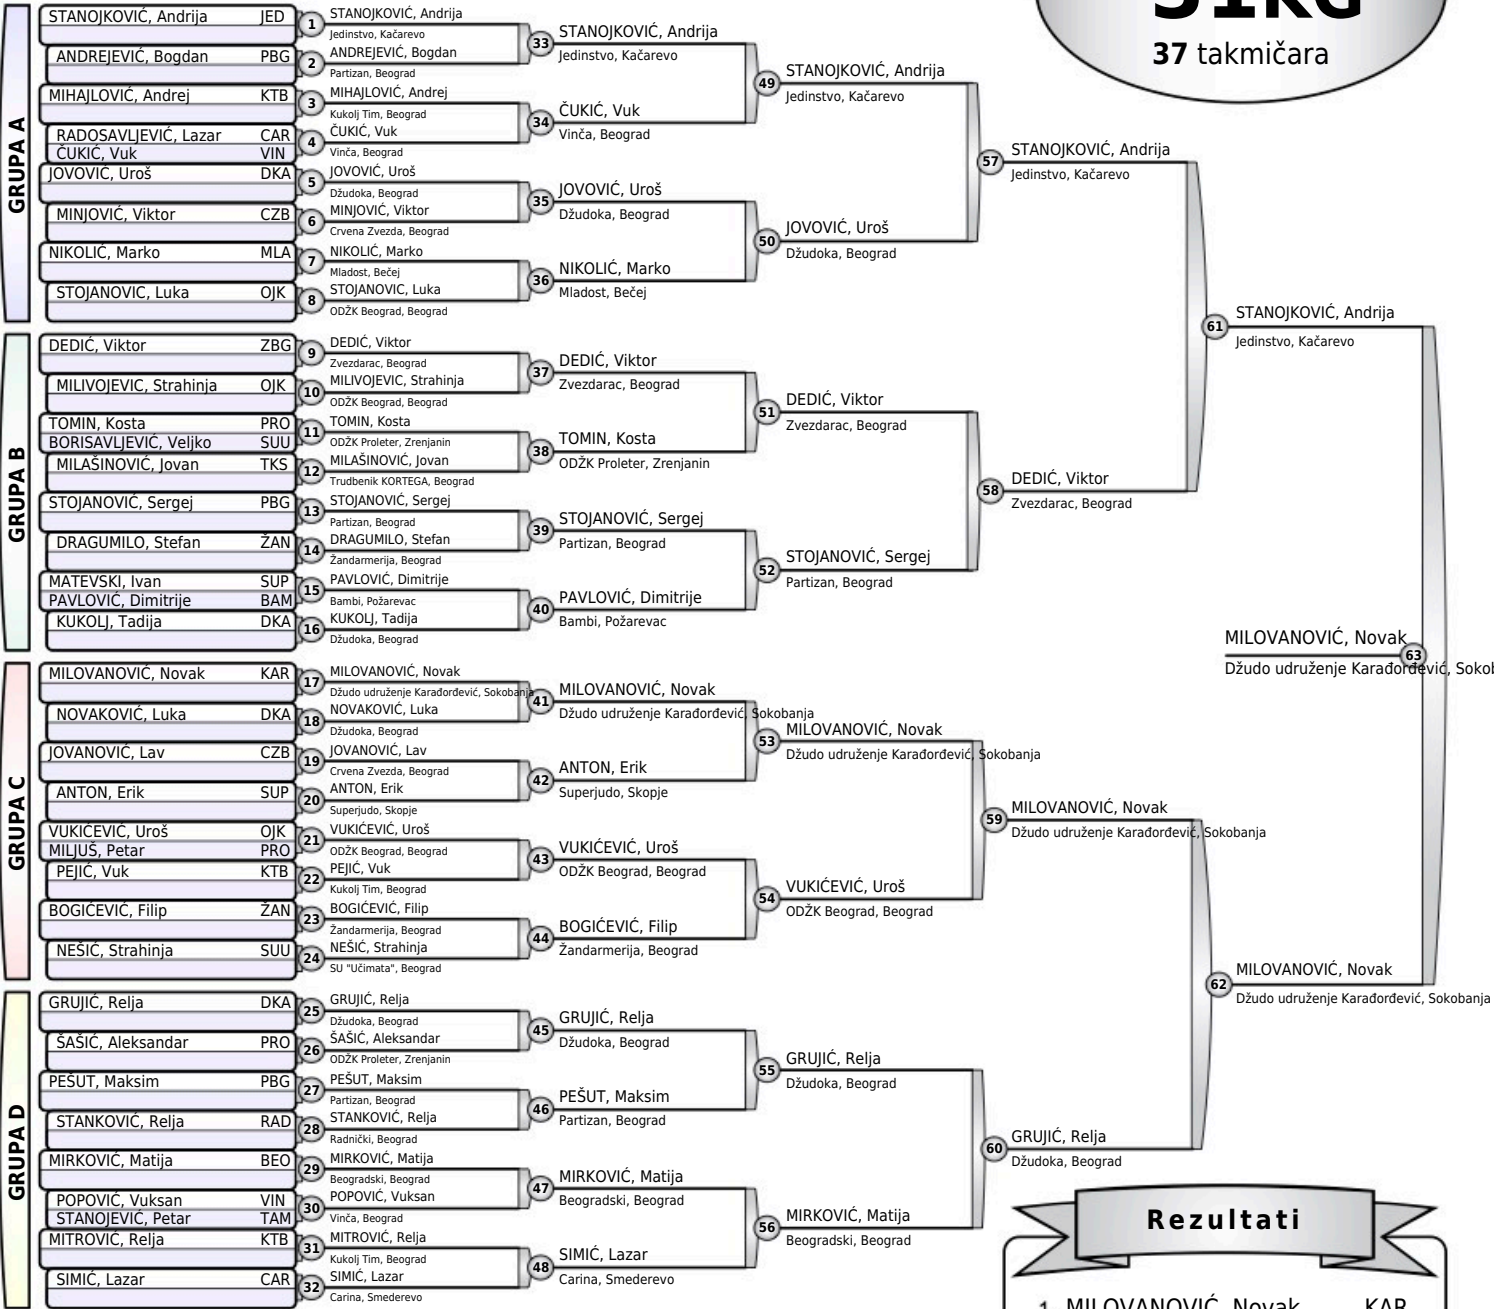 31KG
37 takmičara
GRUPA A
STANOJKOVIĆ, Andrija JED
ANDREJEVIĆ, Bogdan PBG
MIHAJLOVIĆ, Andrej KTB
RADOSAVLJEVIĆ, Lazar CAR
ČUKIĆ, Vuk VIN
JOVOVIĆ, Uroš DKA
MINJOVIĆ, Viktor CZB
NIKOLIĆ, Marko MLA
STOJANOVIC, Luka OJK
GRUPA B
DEDIĆ, Viktor ZBG
MILIVOJEVIC, Strahinja OJK
TOMIN, Kosta PRO
BORISAVLJEVIĆ, Veljko SUU
MILAŠINOVIĆ, Jovan TKS
STOJANOVIĆ, Sergej PBG
DRAGUMILO, Stefan ŽAN
MATEVSKI, Ivan SUP
PAVLOVIĆ, Dimitrije BAM
KUKOLJ, Tadija DKA
GRUPA C
MILOVANOVIĆ, Novak KAR
NOVAKOVIĆ, Luka DKA
JOVANOVIĆ, Lav CZB
ANTON, Erik SUP
VUKIĆEVIĆ, Uroš OJK
MILJUŠ, Petar PRO
PEJIĆ, Vuk KTB
BOGIĆEVIĆ, Filip ŽAN
NEŠIĆ, Strahinja SUU
GRUPA D
GRUJIĆ, Relja DKA
ŠAŠIĆ, Aleksandar PRO
PEŠUT, Maksim PBG
STANKOVIĆ, Relja RAD
MIRKOVIĆ, Matija BEO
POPOVIĆ, Vuksan VIN
STANOJEVIĆ, Petar TAM
MITROVIĆ, Relja KTB
SIMIĆ, Lazar CAR
1 STANOJKOVIĆ, Andrija
Jedinstvo, Kačarevo
2 ANDREJEVIĆ, Bogdan
Partizan, Beograd
3 MIHAJLOVIĆ, Andrej
Kukolj Tim, Beograd
4 ČUKIĆ, Vuk
Vinča, Beograd
5 JOVOVIĆ, Uroš
Džudoka, Beograd
6 MINJOVIĆ, Viktor
Crvena Zvezda, Beograd
7 NIKOLIĆ, Marko
Mladost, Bečej
8 STOJANOVIC, Luka
ODŽK Beograd, Beograd
9 DEDIĆ, Viktor
Zvezdarac, Beograd
10 MILIVOJEVIC, Strahinja
ODŽK Beograd, Beograd
11 TOMIN, Kosta
ODŽK Proleter, Zrenjanin
12 MILAŠINOVIĆ, Jovan
Trudbenik KORTEGA, Beograd
13 STOJANOVIĆ, Sergej
Partizan, Beograd
14 DRAGUMILO, Stefan
Žandarmerija, Beograd
15 PAVLOVIĆ, Dimitrije
Bambi, Požarevac
16 KUKOLJ, Tadija
Džudoka, Beograd
17 MILOVANOVIĆ, Novak
Džudo udruženje Karađorđević, Sokobanja
18 NOVAKOVIĆ, Luka
Džudoka, Beograd
19 JOVANOVIĆ, Lav
Crvena Zvezda, Beograd
20 ANTON, Erik
Superjudo, Skopje
21 VUKIĆEVIĆ, Uroš
ODŽK Beograd, Beograd
22 PEJIĆ, Vuk
Kukolj Tim, Beograd
23 BOGIĆEVIĆ, Filip
Žandarmerija, Beograd
24 NEŠIĆ, Strahinja
SU "Učimata", Beograd
25 GRUJIĆ, Relja
Džudoka, Beograd
26 ŠAŠIĆ, Aleksandar
ODŽK Proleter, Zrenjanin
27 PEŠUT, Maksim
Partizan, Beograd
28 STANKOVIĆ, Relja
Radnički, Beograd
29 MIRKOVIĆ, Matija
Beogradski, Beograd
30 POPOVIĆ, Vuksan
Vinča, Beograd
31 MITROVIĆ, Relja
Kukolj Tim, Beograd
32 SIMIĆ, Lazar
Carina, Smederevo
33 STANOJKOVIĆ, Andrija
Jedinstvo, Kačarevo
34 ČUKIĆ, Vuk
Vinča, Beograd
35 JOVOVIĆ, Uroš
Džudoka, Beograd
36 NIKOLIĆ, Marko
Mladost, Bečej
37 DEDIĆ, Viktor
Zvezdarac, Beograd
38 TOMIN, Kosta
ODŽK Proleter, Zrenjanin
39 STOJANOVIĆ, Sergej
Partizan, Beograd
40 PAVLOVIĆ, Dimitrije
Bambi, Požarevac
41 MILOVANOVIĆ, Novak
Džudo udruženje Karađorđević, Sokobanja
42 ANTON, Erik
Superjudo, Skopje
43 VUKIĆEVIĆ, Uroš
ODŽK Beograd, Beograd
44 BOGIĆEVIĆ, Filip
Žandarmerija, Beograd
45 GRUJIĆ, Relja
Džudoka, Beograd
46 PEŠUT, Maksim
Partizan, Beograd
47 MIRKOVIĆ, Matija
Beogradski, Beograd
48 SIMIĆ, Lazar
Carina, Smederevo
49 STANOJKOVIĆ, Andrija
Jedinstvo, Kačarevo
50 JOVOVIĆ, Uroš
Džudoka, Beograd
51 DEDIĆ, Viktor
Zvezdarac, Beograd
52 STOJANOVIĆ, Sergej
Partizan, Beograd
53 MILOVANOVIĆ, Novak
Džudo udruženje Karađorđević, Sokobanja
54 VUKIĆEVIĆ, Uroš
ODŽK Beograd, Beograd
55 GRUJIĆ, Relja
Džudoka, Beograd
56 MIRKOVIĆ, Matija
Beogradski, Beograd
57 STANOJKOVIĆ, Andrija
Jedinstvo, Kačarevo
58 DEDIĆ, Viktor
Zvezdarac, Beograd
59 MILOVANOVIĆ, Novak
Džudo udruženje Karađorđević, Sokobanja
60 GRUJIĆ, Relja
Džudoka, Beograd
61 STANOJKOVIĆ, Andrija
Jedinstvo, Kačarevo
62 MILOVANOVIĆ, Novak
Džudo udruženje Karađorđević, Sokobanja
MILOVANOVIĆ, Novak 63
Džudo udruženje Karađorđević, Sokob
Rezultati
1. MILOVANOVIĆ, Novak KAR